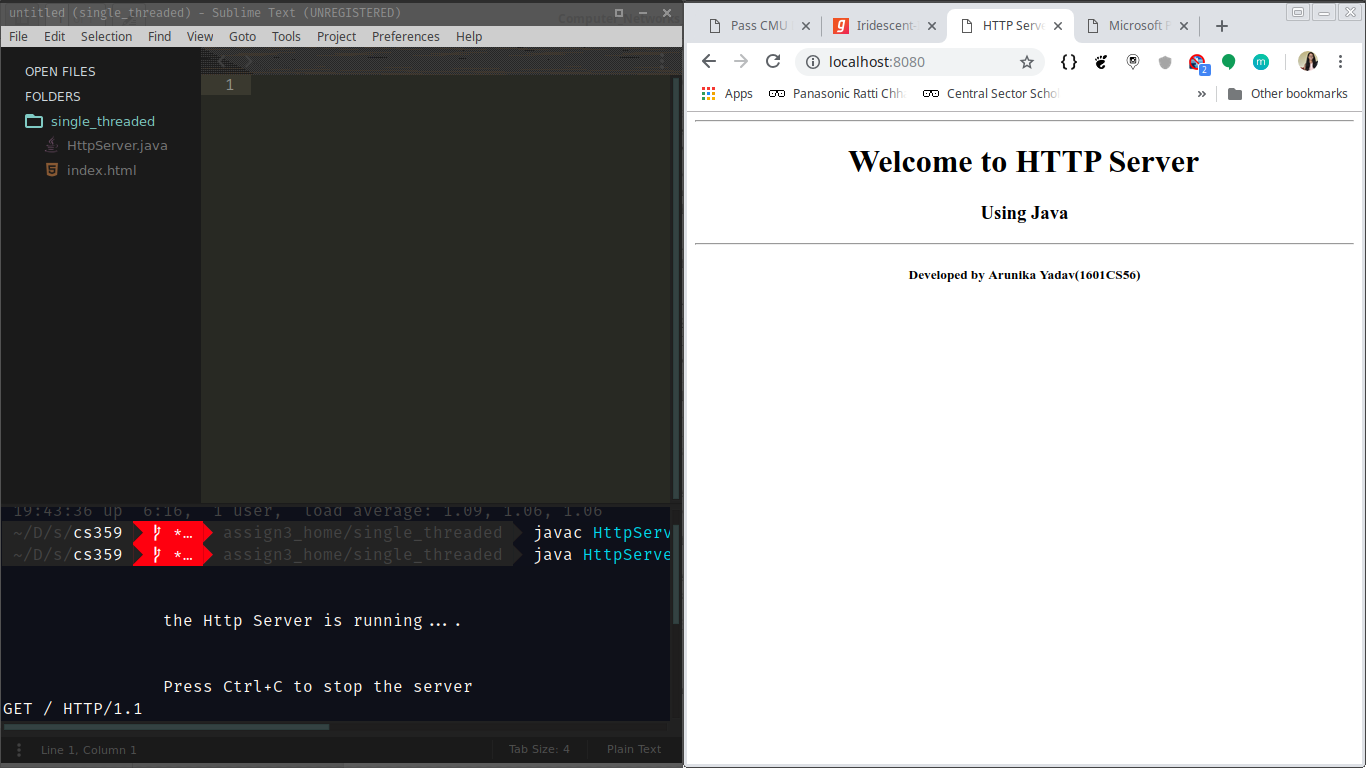 untitled (single_threaded) - Sublime Text (UNREGISTERED)
File Edit Selection Find View Goto Tools Project Preferences Help
OPEN FILES
FOLDERS
single_threaded
HttpServer.java
index.html
1
19:43:36 up 6:16, 1 user, load average: 1.09, 1.06, 1.06
~/D/s/cs359 *… assign3_home/single_threaded javac HttpServ
~/D/s/cs359 *… assign3_home/single_threaded java HttpServe
the Http Server is running....
Press Ctrl+C to stop the server
GET / HTTP/1.1
Line 1, Column 1 Tab Size: 4 Plain Text
Pass CMU Iridescent- HTTP Serve Microsoft
localhost:8080
2 m
Apps Panasonic Ratti Chh Central Sector Scho » Other bookmarks
Welcome to HTTP Server
Using Java
Developed by Arunika Yadav(1601CS56)